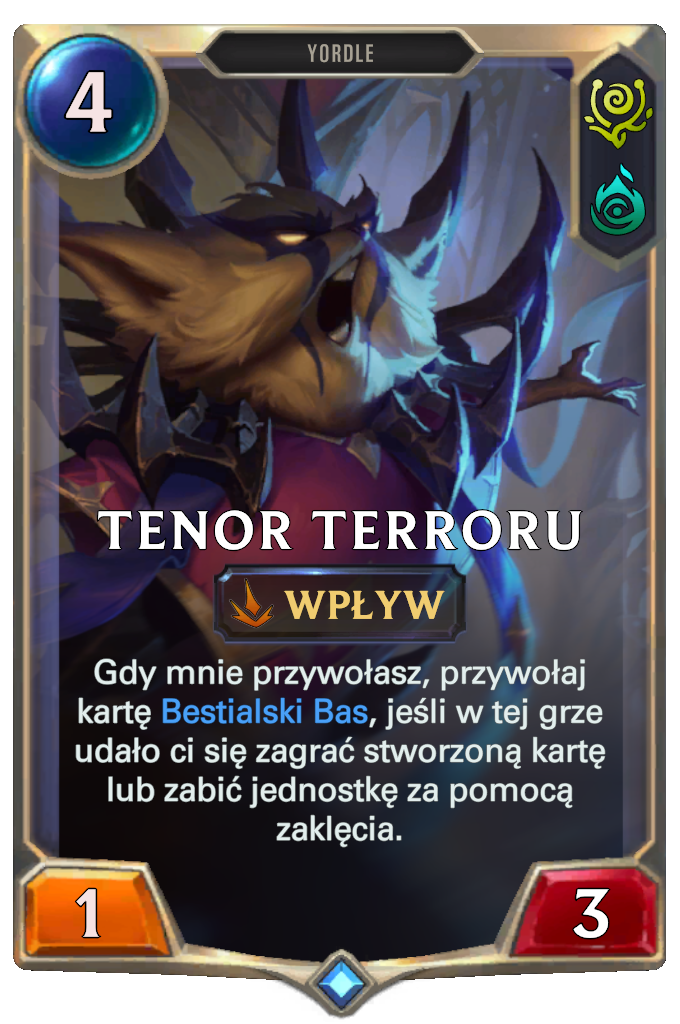 YORDLE
4
TENOR TERRORU
WPŁYW
Gdy mnie przywołasz, przywołaj
kartę Bestialski Bas, jeśli w tej grze
udało ci się zagrać stworzoną kartę
lub zabić jednostkę za pomocą
zaklęcia.
1
3